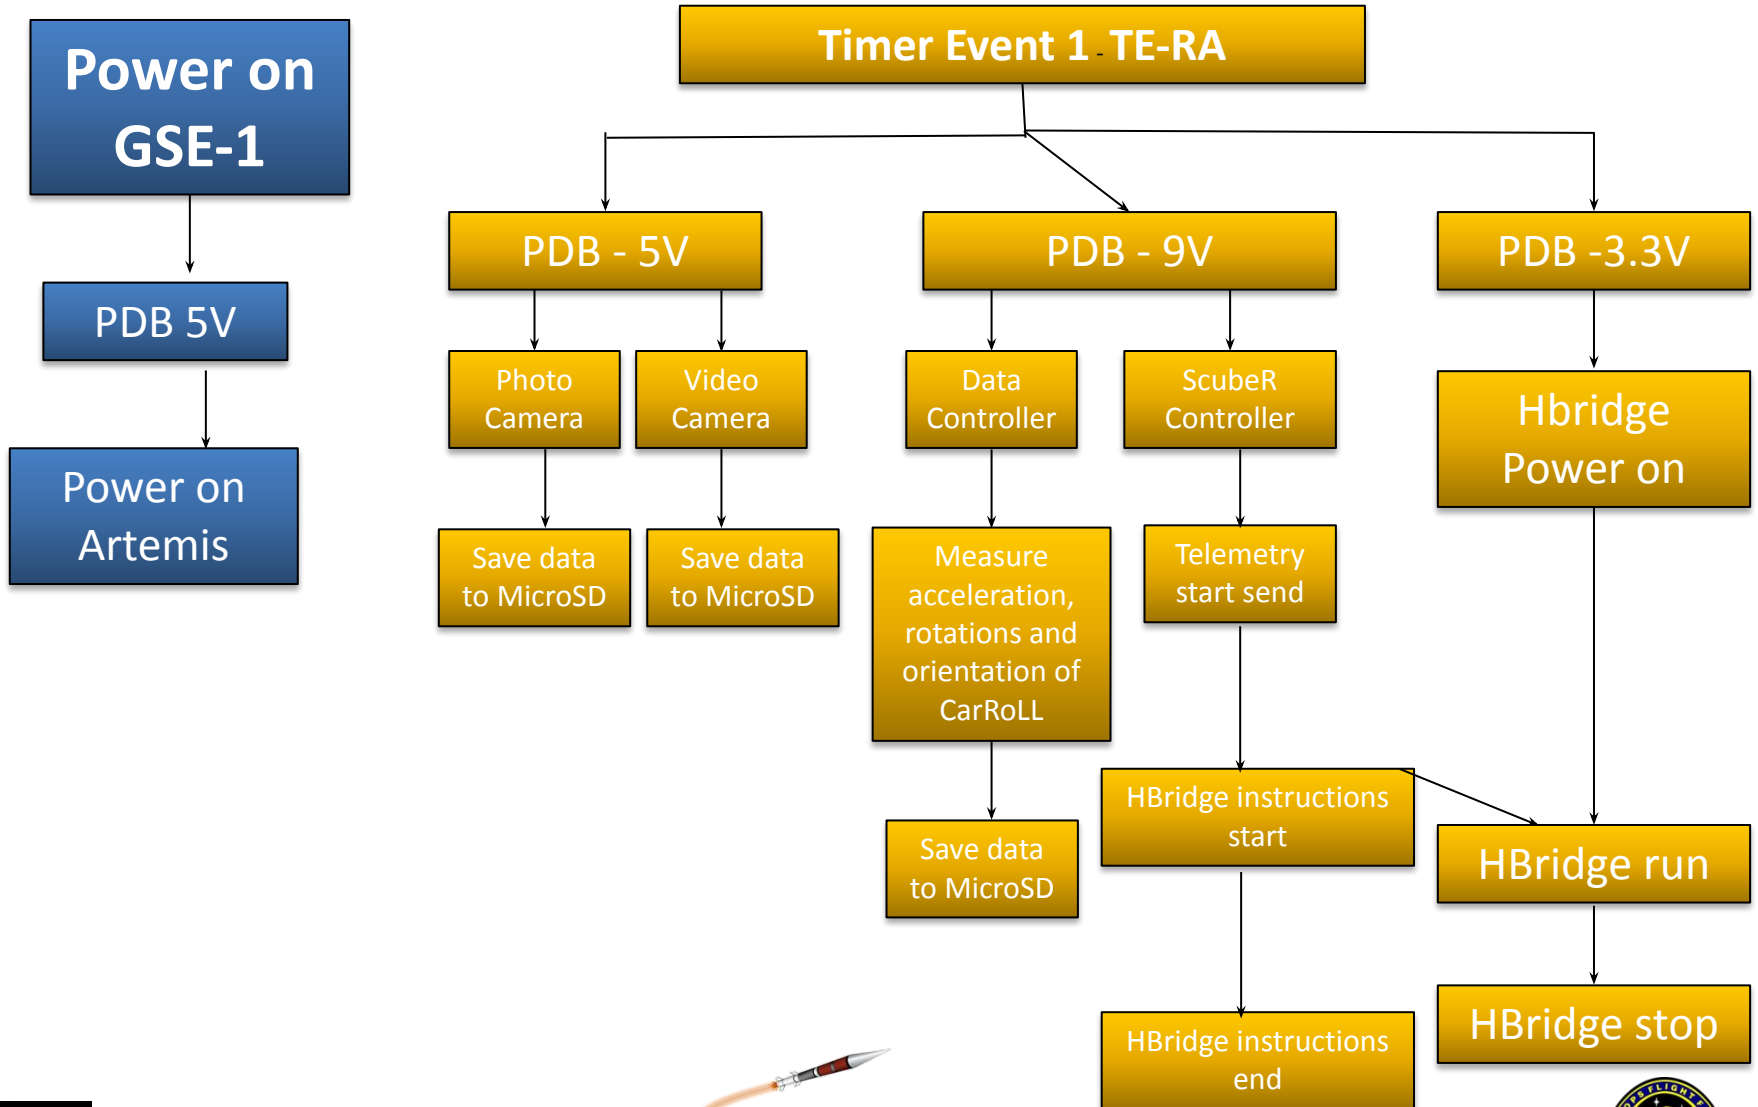 Power on
GSE-1
PDB 5V
Power on
Artemis
Timer Event 1 - TE-RA
PDB - 5V
PDB - 9V
PDB -3.3V
Photo
Camera
Video
Camera
Data
Controller
ScubeR
Controller
Hbridge
Power on
Save data
to MicroSD
Save data
to MicroSD
Measure
acceleration,
rotations and
orientation of
CarRoLL
Telemetry
start send
HBridge instructions
start
Save data
to MicroSD
HBridge run
HBridge instructions
end
HBridge stop
FLIGHT